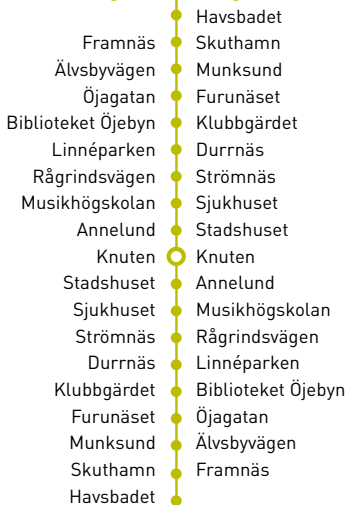 Havsbadet
Framnäs Skuthamn
Älvsbyvägen Munksund
Öjagatan Furunäset
Biblioteket Öjebyn Klubbgärdet
Linnéparken Durrnäs
Rågrindsvägen Strömnäs
Musikhögskolan Sjukhuset
Annelund Stadshuset
Knuten Knuten
Stadshuset Annelund
Sjukhuset Musikhögskolan
Strömnäs Rågrindsvägen
Durrnäs Linnéparken
Klubbgärdet Biblioteket Öjebyn
Furunäset Öjagatan
Munksund Älvsbyvägen
Skuthamn Framnäs
Havsbadet